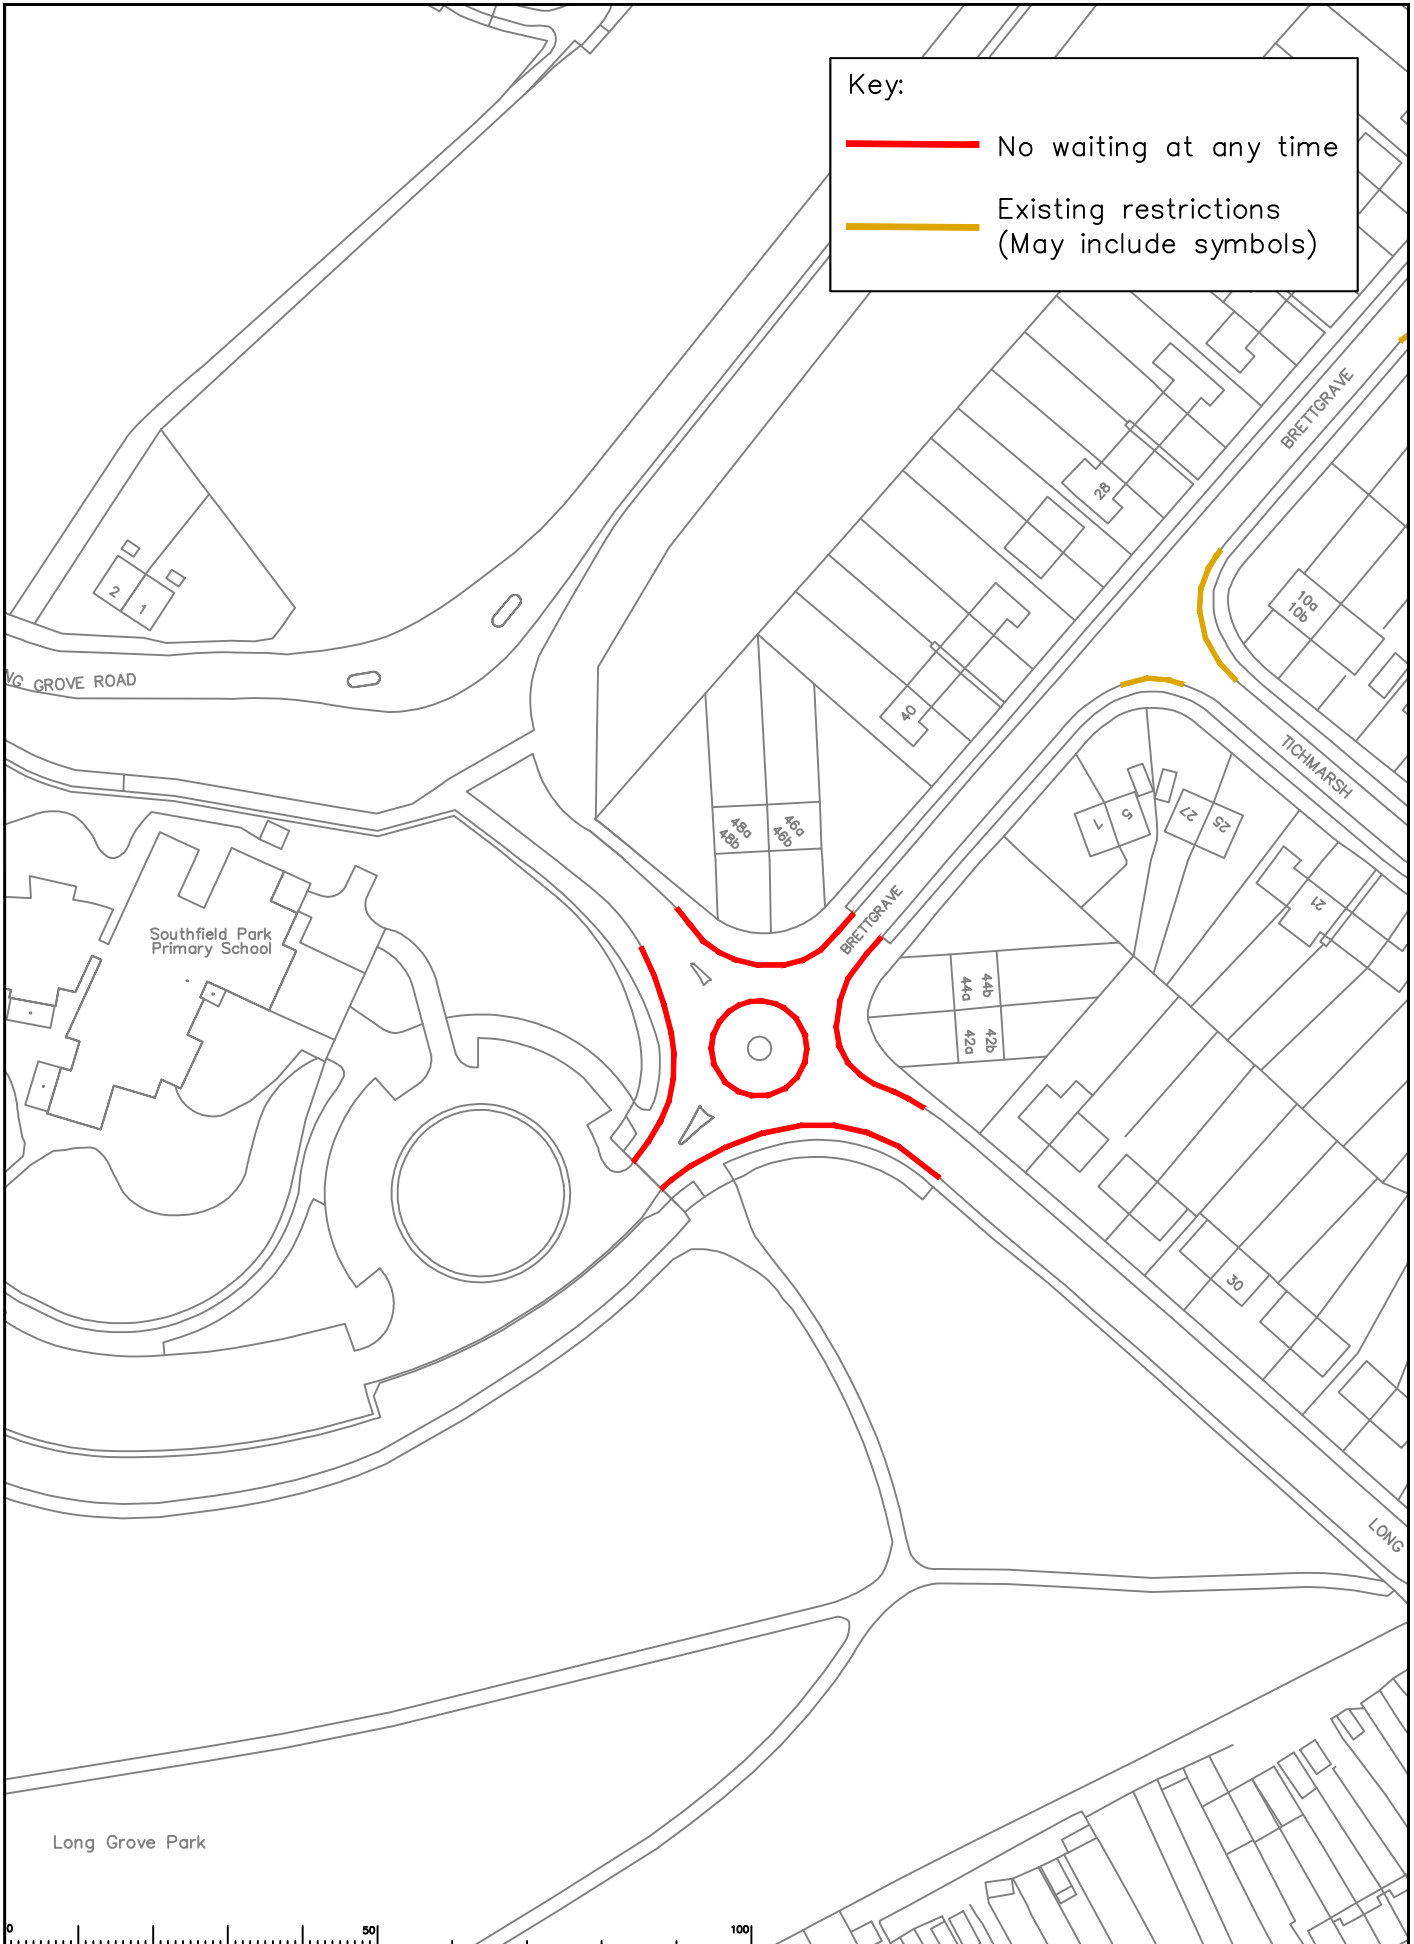 Key:
No waiting at any time
Existing restrictions
(May include symbols)
BRETTGRAVE
28
10a
10b
2
1
NG GROVE ROAD
40
TICHMARSH
48a
48b
46a
46b
7
5
27
25
21
BRETTGRAVE
Southfield Park
Primary School
44a
44b
42a
42b
30
LONG
Long Grove Park
0
50
100